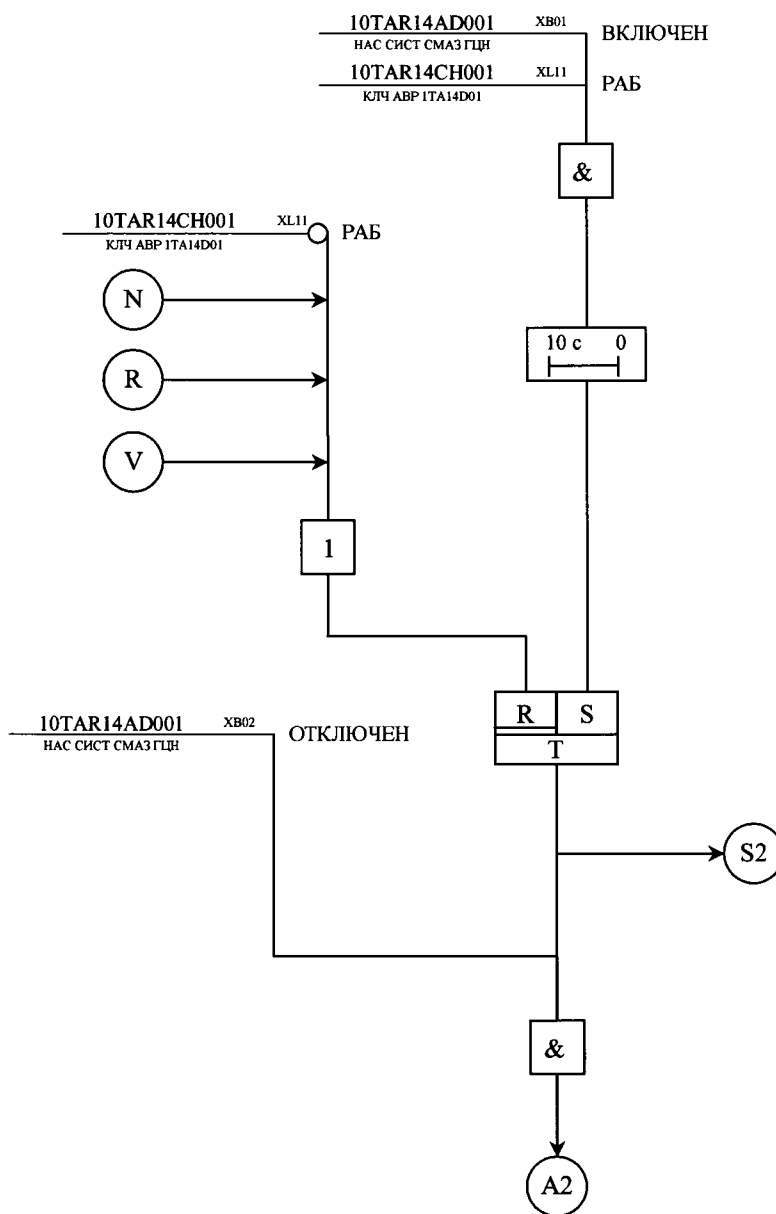 10TAR14AD001 XB01 ВКЛЮЧЕН
НАС СИСТ СМАЗ ГЦН
10TAR14CH001 XL11 РАБ
КЛЧ АВР 1TA14D01
&
10TAR14CH001 XL11 РАБ
КЛЧ АВР 1TA14D01
N
10 с 0
R
V
1
R S
10TAR14AD001 XB02 ОТКЛЮЧЕН
НАС СИСТ СМАЗ ГЦН
T
S2
&
A2